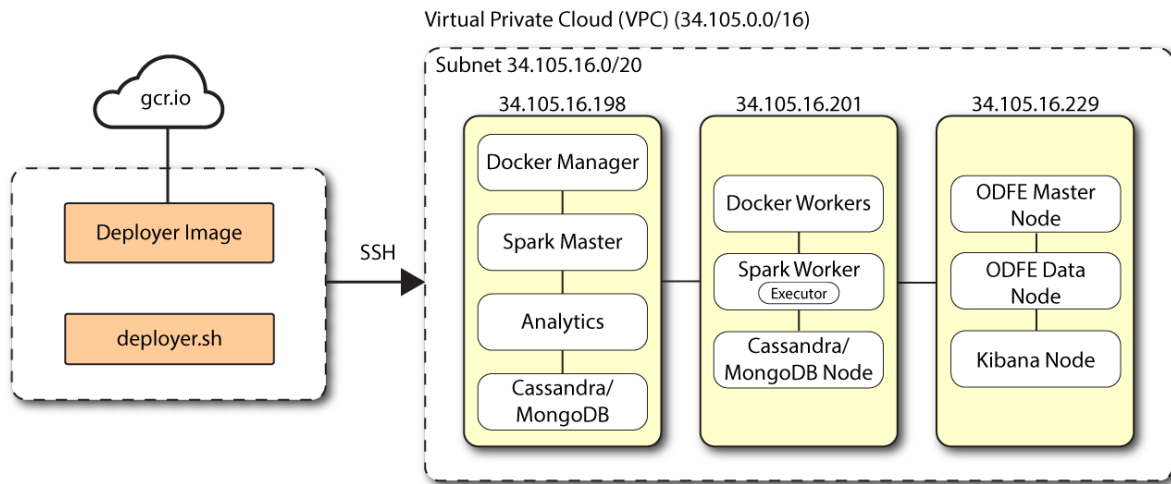 Virtual Private Cloud (VPC) (34.105.0.0/16)
gcr.io
Deployer Image
deployer.sh
SSH
Subnet 34.105.16.0/20
34.105.16.198
Docker Manager
Spark Master
Analytics
Cassandra/
MongoDB
34.105.16.201
Docker Workers
Spark Worker
Executor
Cassandra/
MongoDB Node
34.105.16.229
ODFE Master
Node
ODFE Data
Node
Kibana Node